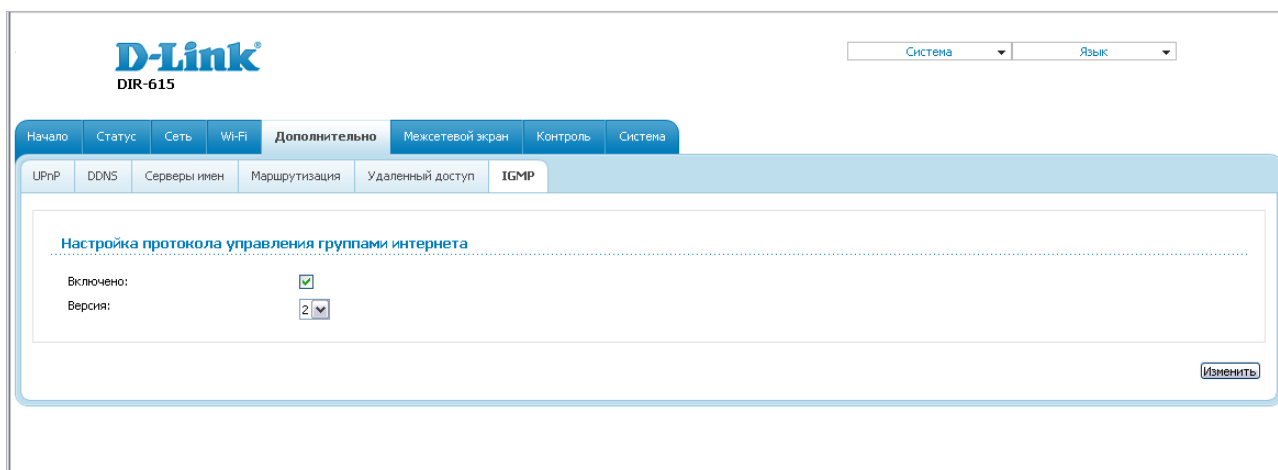 D-Link®
DIR-615
Система
Язык
Начало Статус Сеть Wi-Fi Дополнительно Межсетевой экран Контроль Система
UPnP DDNS Серверы имен Маршрутизация Удаленный доступ IGMP
Настройка протокола управления группами интернета
Включено:
Версия: 2
Изменить